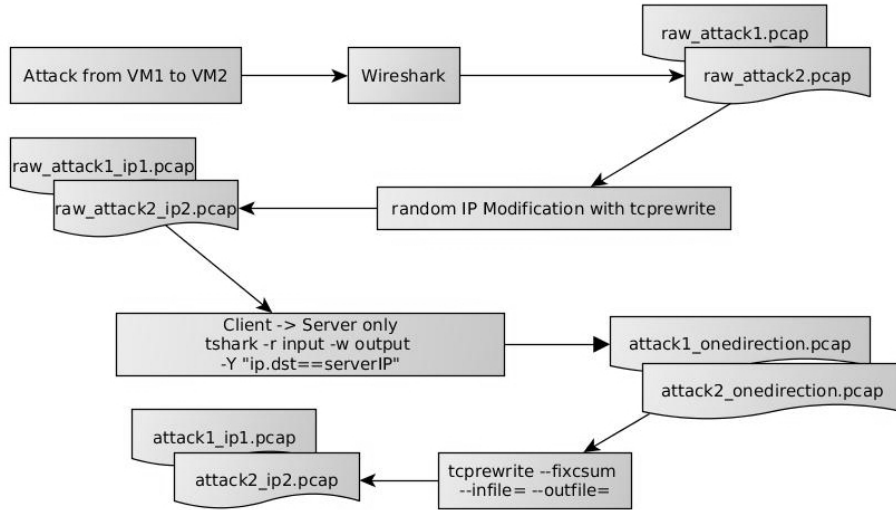 raw_attack1.pcap
Attack from VM1 to VM2
Wireshark
raw_attack2.pcap
raw_attack1_ip1.pcap
raw_attack2_ip2.pcap
random IP Modification with tcprewrite
Client -> Server only
tshark -r input -w output
-Y "ip.dst==serverIP"
attack1_onedirection.pcap
attack2_onedirection.pcap
attack1_ip1.pcap
attack2_ip2.pcap
tcprewrite --fixcsum
--infile= --outfile=